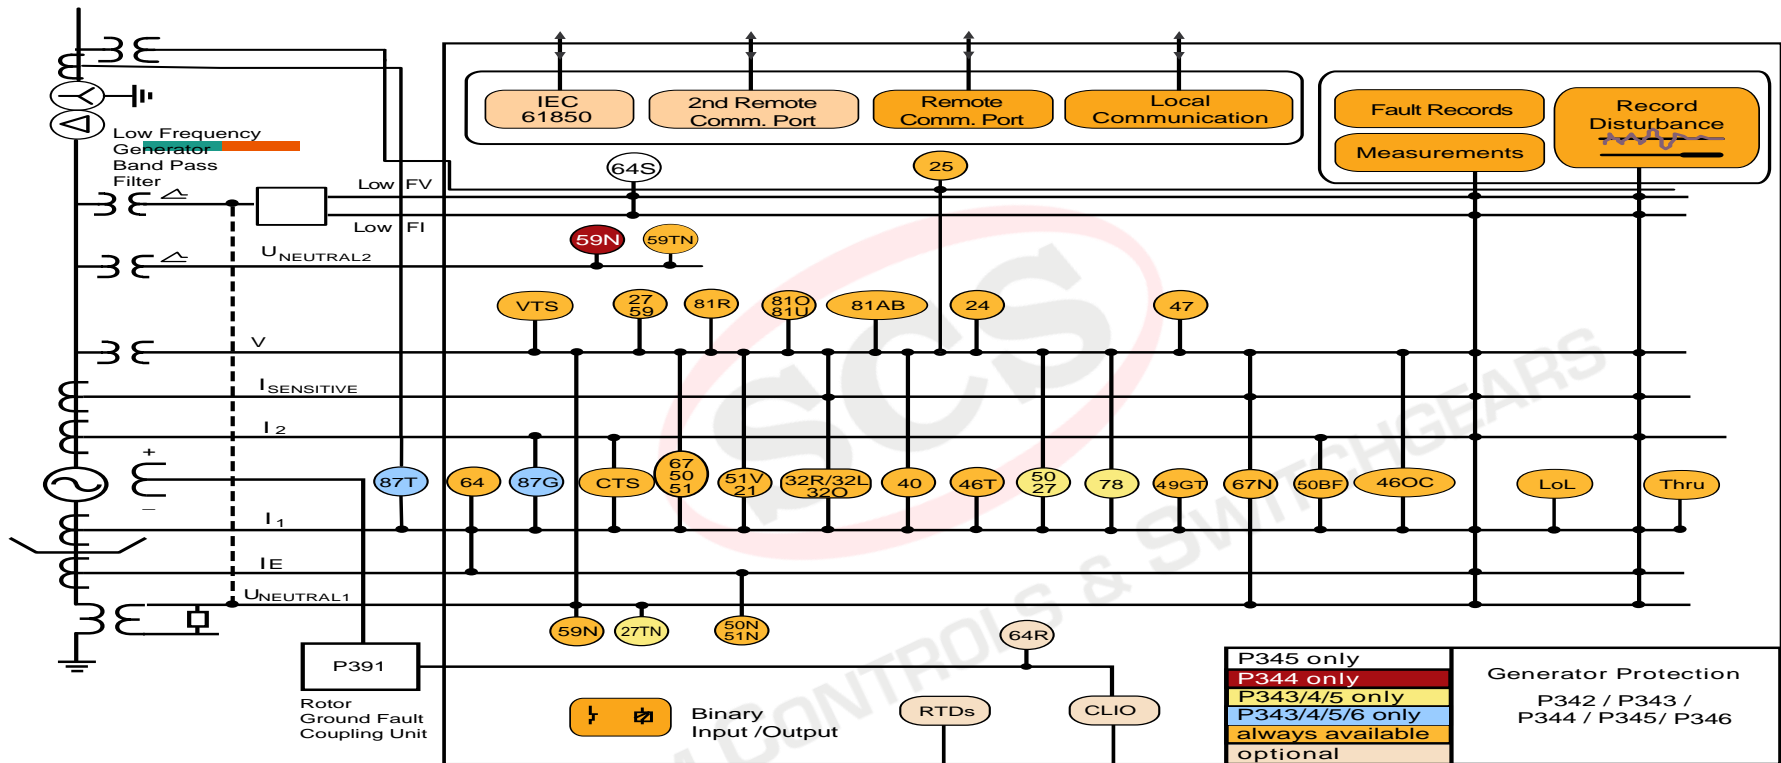 IEC
61850
2nd Remote
Comm. Port
Remote
Comm. Port
Local
Communication
Fault Records
Measurements
Record
Disturbance
Low Frequency
Generator
Band Pass
Filter
64S
25
Low FV
Low FI
59N
59TN
UNEUTRAL2
VTS
27
59
81R
81O
81U
81AB
24
47
V
ISENSITIVE
I 2
+
−
87T
64
87G
CTS
67
50
51
51V
21
32R/32L
32O
40
46T
50
27
78
49GT
67N
50BF
46OC
LoL
Thru
I 1
IE
UNEUTRAL1
59N
27TN
50N
51N
64R
P391
Rotor
Ground Fault
Coupling Unit
Binary
Input /Output
RTDs
CLIO
P345 only
P344 only
P343/4/5 only
P343/4/5/6 only
always available
optional
Generator Protection
P342 / P343 /
P344 / P345/ P346
SCS
CONTROLS & SWITCHGEARS